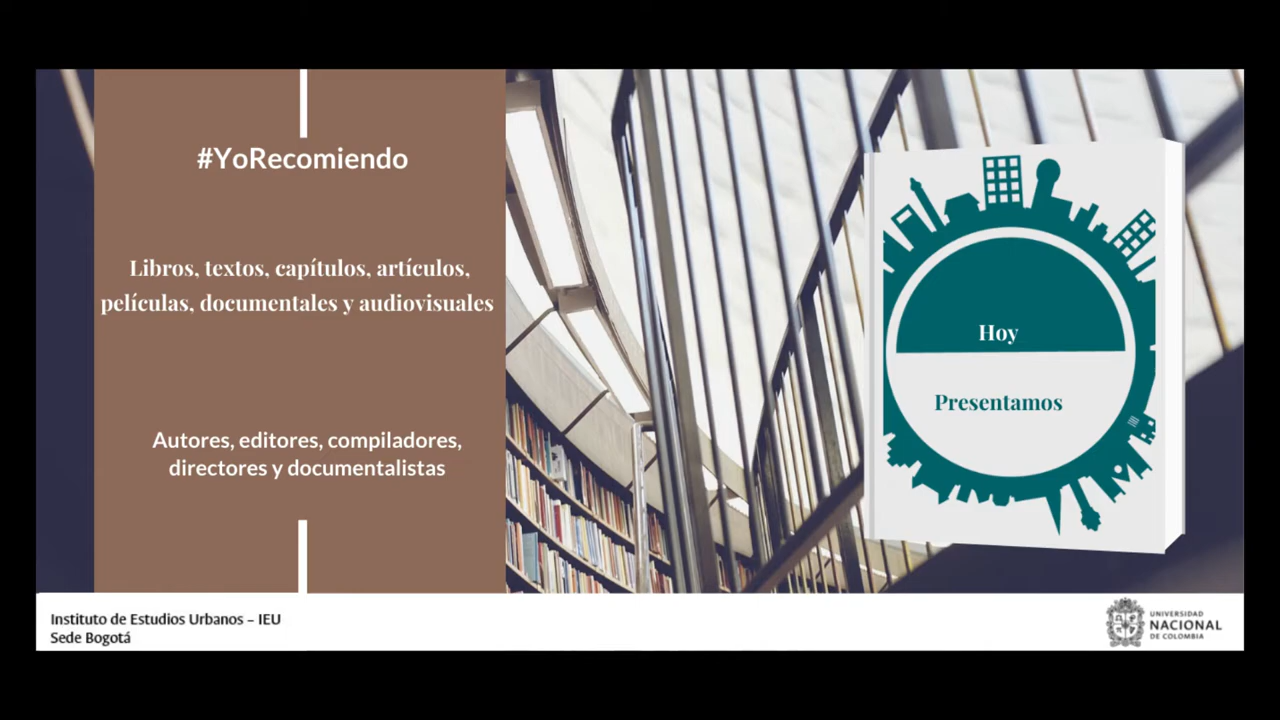 #YoRecomiendo
Libros, textos, capítulos, artículos,
películas, documentales y audiovisuales
Autores, editores, compiladores,
directores y documentalistas
Hoy
Presentamos
Instituto de Estudios Urbanos – IEU
Sede Bogotá
UNIVERSIDAD
NACIONAL
DE COLOMBIA